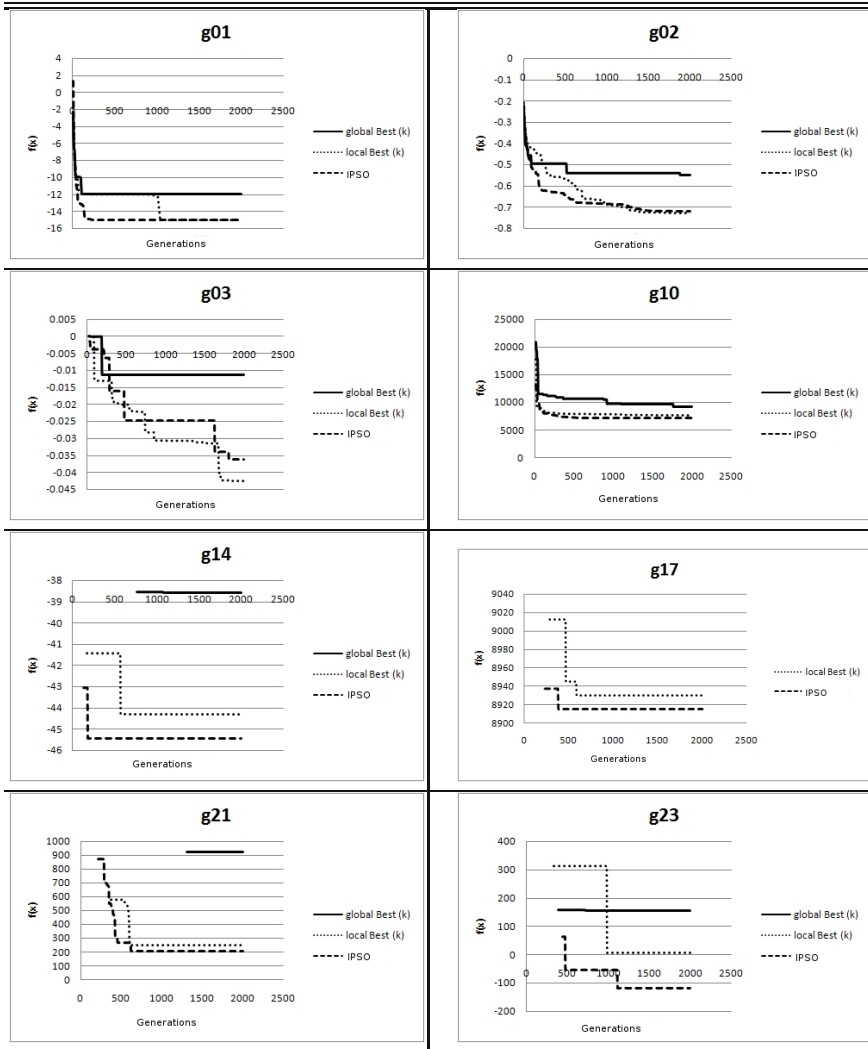 g01
4
2
0
-2
-4
-6
-8
-10
-12
-14
-16
0 500 1000 1500 2000 2500
f(x)
Generations
global Best (k)
local Best (k)
IPSO
g02
0
-0.1
-0.2
-0.3
-0.4
-0.5
-0.6
-0.7
-0.8
0 500 1000 1500 2000 2500
f(x)
Generations
global Best (k)
local Best (k)
IPSO
g03
0.005
0
-0.005
-0.01
-0.015
-0.02
-0.025
-0.03
-0.035
-0.04
-0.045
0 500 1000 1500 2000 2500
f(x)
Generations
global Best (k)
local Best (k)
IPSO
g10
25000
20000
15000
10000
5000
0
0 500 1000 1500 2000 2500
f(x)
Generations
global Best (k)
local Best (k)
IPSO
g14
-38
-39
-40
-41
-42
-43
-44
-45
-46
0 500 1000 1500 2000 2500
f(x)
Generations
global Best (k)
local Best (k)
IPSO
g17
9040
9020
9000
8980
8960
8940
8920
8900
0 500 1000 1500 2000 2500
f(x)
Generations
local Best (k)
IPSO
g21
1000
900
800
700
600
500
400
300
200
100
0
0 500 1000 1500 2000 2500
f(x)
Generations
global Best (k)
local Best (k)
IPSO
g23
400
300
200
100
0
-100
-200
0 500 1000 1500 2000 2500
f(x)
Generations
global Best (k)
local Best (k)
IPSO